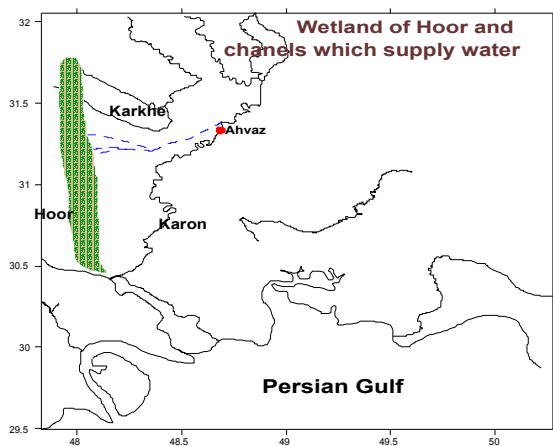 Wetland of Hoor and
chanels which supply water
32
31.5
31
30.5
30
29.5
Karkhe
Ahvaz
Hoor
Karon
Persian Gulf
48
48.5
49
49.5
50